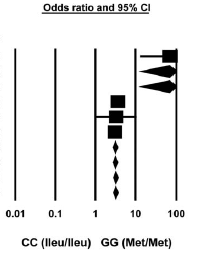 Odds ratio and 95% CI
0.01 0.1 1 10 100
CC (Ileu/Ileu) GG (Met/Met)